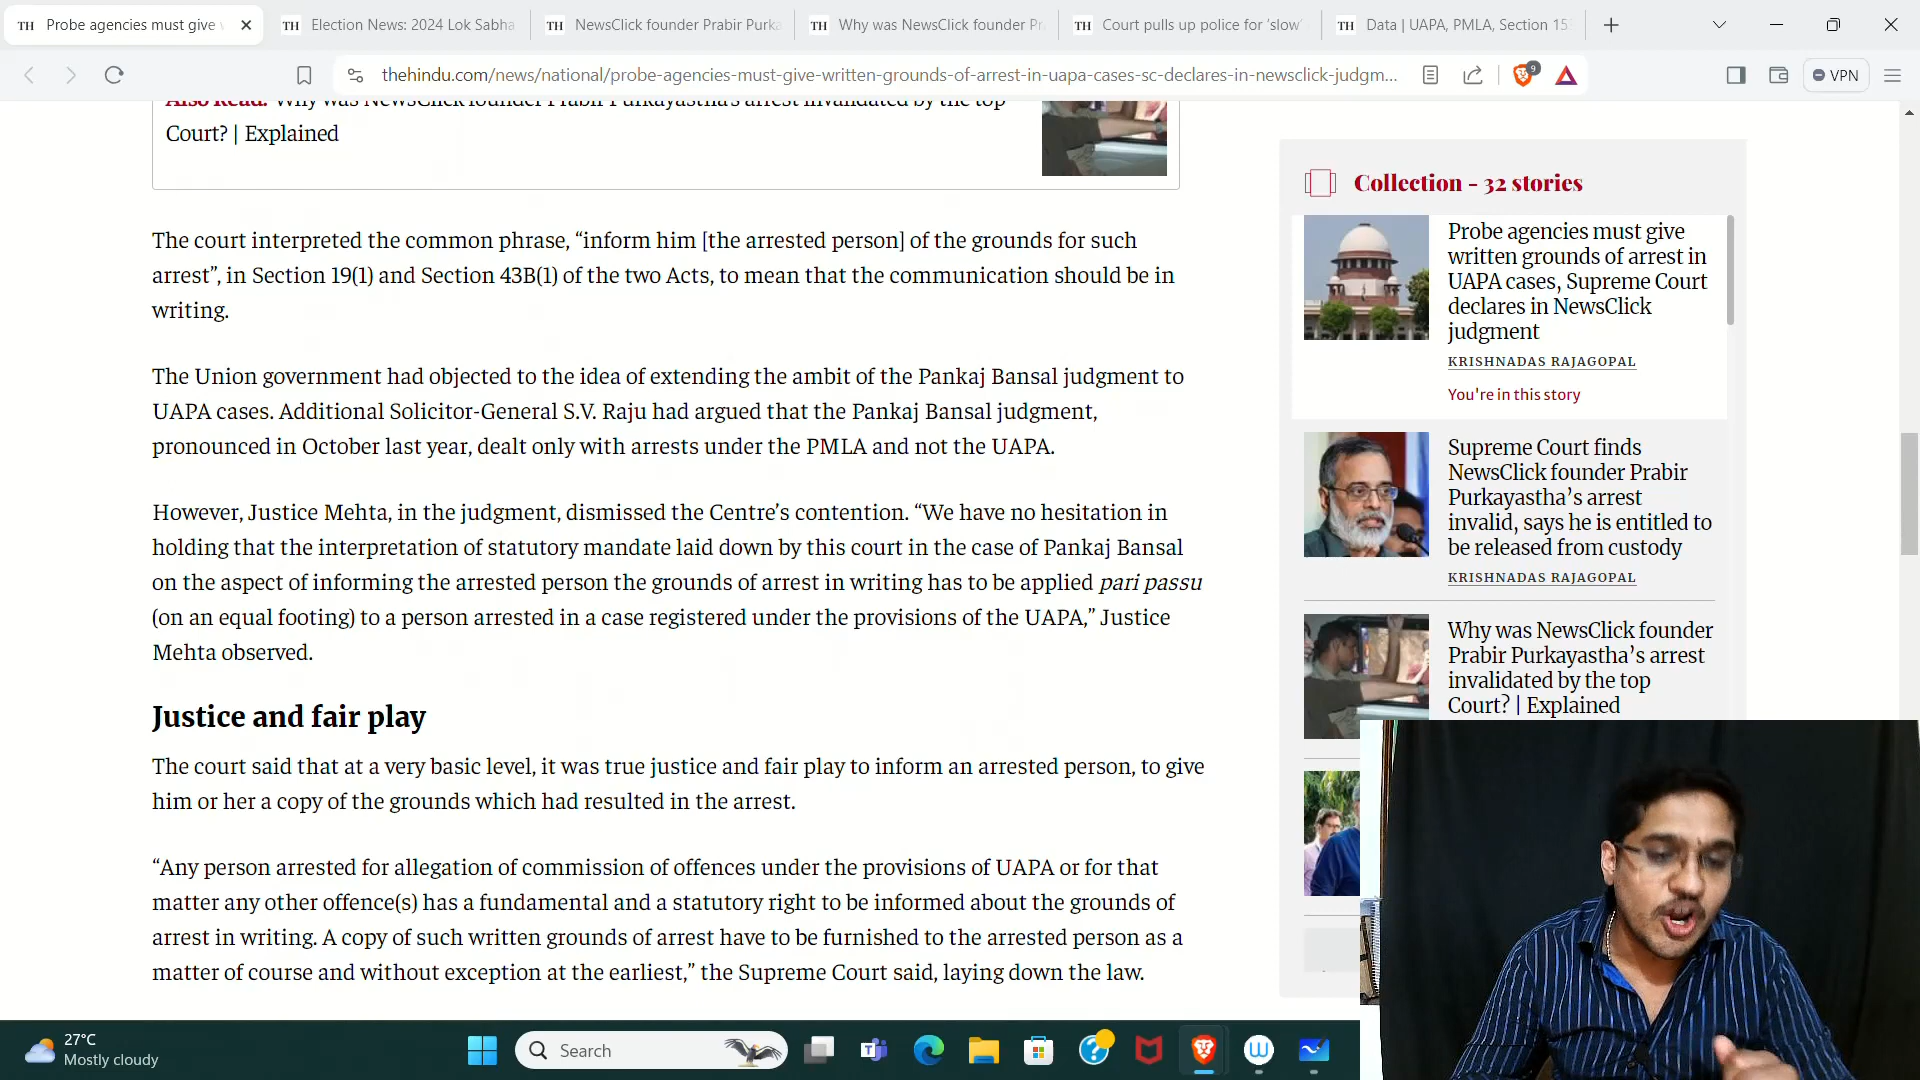 TH Probe agencies must give
TH Election News: 2024 Lok Sabha
TH NewsClick founder Prabir Purka
TH Why was NewsClick founder Pr
TH Court pulls up police for ‘slow’
TH Data | UAPA, PMLA, Section 15
thehindu.com/news/national/probe-agencies-must-give-written-grounds-of-arrest-in-uapa-cases-sc-declares-in-newsclick-judgm...
9
VPN
Also Read: Why was NewsClick founder Prabir Purkayastha’s arrest invalidated by the top
Court? | Explained
The court interpreted the common phrase, “inform him [the arrested person] of the grounds for such
arrest”, in Section 19(1) and Section 43B(1) of the two Acts, to mean that the communication should be in
writing.
The Union government had objected to the idea of extending the ambit of the Pankaj Bansal judgment to
UAPA cases. Additional Solicitor-General S.V. Raju had argued that the Pankaj Bansal judgment,
pronounced in October last year, dealt only with arrests under the PMLA and not the UAPA.
However, Justice Mehta, in the judgment, dismissed the Centre’s contention. “We have no hesitation in
holding that the interpretation of statutory mandate laid down by this court in the case of Pankaj Bansal
on the aspect of informing the arrested person the grounds of arrest in writing has to be applied pari passu
(on an equal footing) to a person arrested in a case registered under the provisions of the UAPA,” Justice
Mehta observed.
Justice and fair play
The court said that at a very basic level, it was true justice and fair play to inform an arrested person, to give
him or her a copy of the grounds which had resulted in the arrest.
“Any person arrested for allegation of commission of offences under the provisions of UAPA or for that
matter any other offence(s) has a fundamental and a statutory right to be informed about the grounds of
arrest in writing. A copy of such written grounds of arrest have to be furnished to the arrested person as a
matter of course and without exception at the earliest,” the Supreme Court said, laying down the law.
Collection - 32 stories
Probe agencies must give
written grounds of arrest in
UAPA cases, Supreme Court
declares in NewsClick
judgment
KRISHNADAS RAJAGOPAL
You're in this story
Supreme Court finds
NewsClick founder Prabir
Purkayastha’s arrest
invalid, says he is entitled to
be released from custody
KRISHNADAS RAJAGOPAL
Why was NewsClick founder
Prabir Purkayastha’s arrest
invalidated by the top
Court? | Explained
27°C
Mostly cloudy
Search